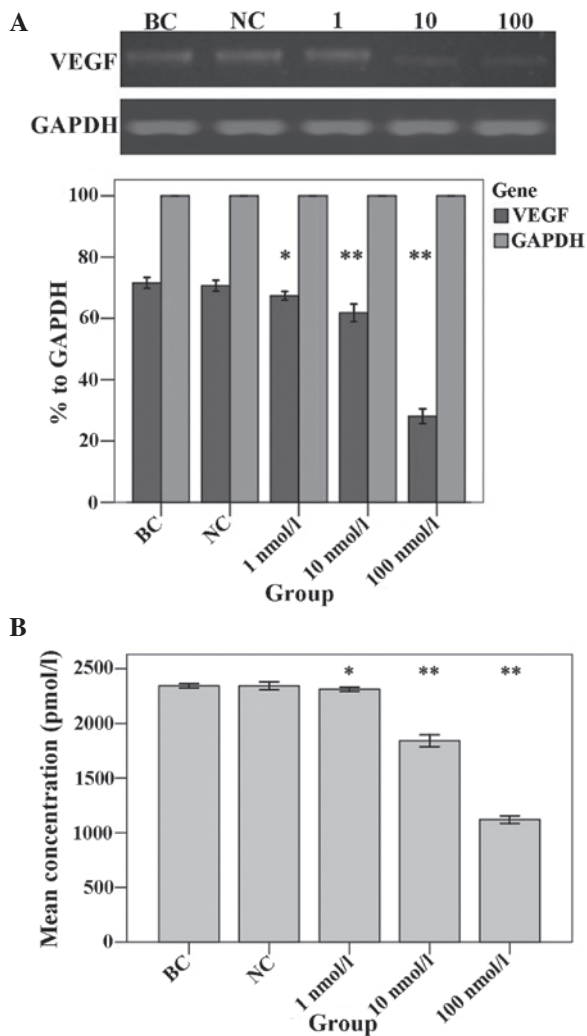 A
BC NC 1 10 100
VEGF
GAPDH
100
80
60
40
20
0
% to GAPDH
* ** **
Gene
VEGF
GAPDH
BC
NC
1 nmol/l
10 nmol/l
100 nmol/l
Group
B
2500
2000
1500
1000
500
0
Mean concentration (pmol/l)
* ** **
BC
NC
1 nmol/l
10 nmol/l
100 nmol/l
Group